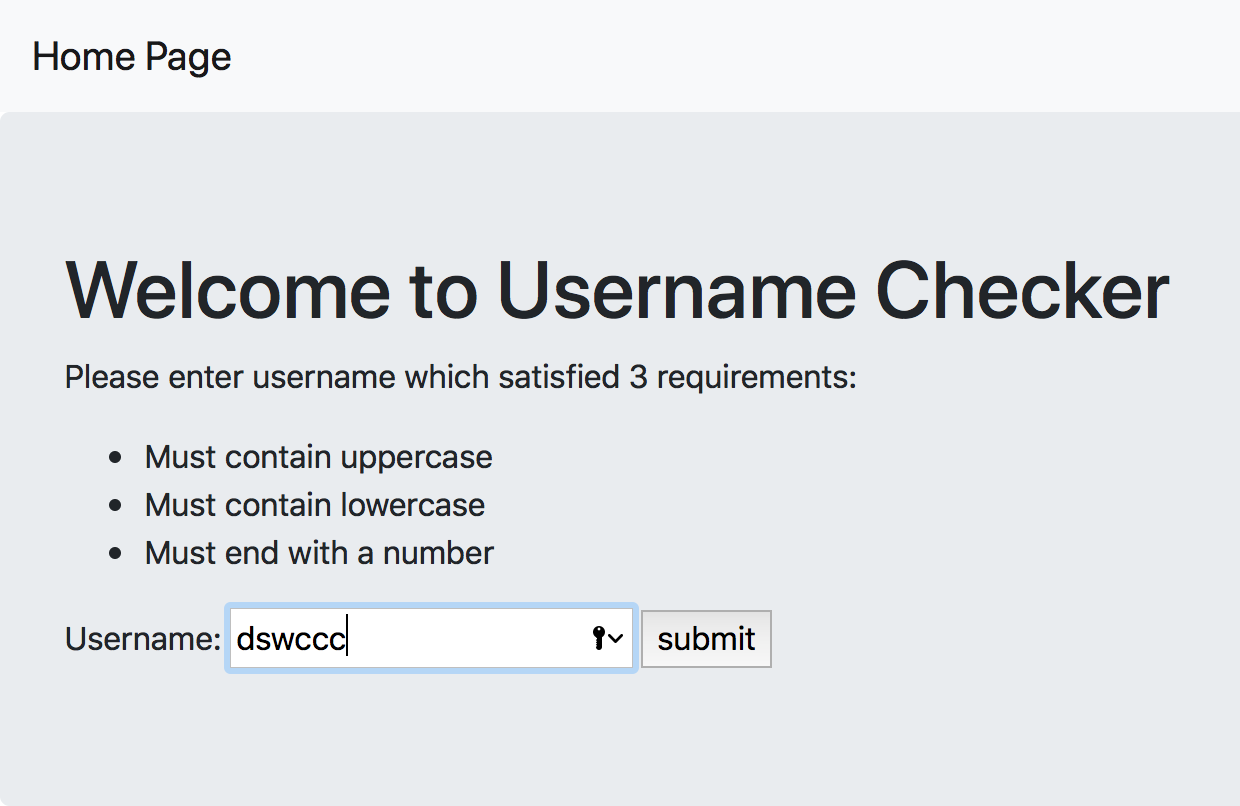 Home Page
Welcome to Username Checker
Please enter username which satisfied 3 requirements:
• Must contain uppercase
• Must contain lowercase
• Must end with a number
Username: dswccc submit